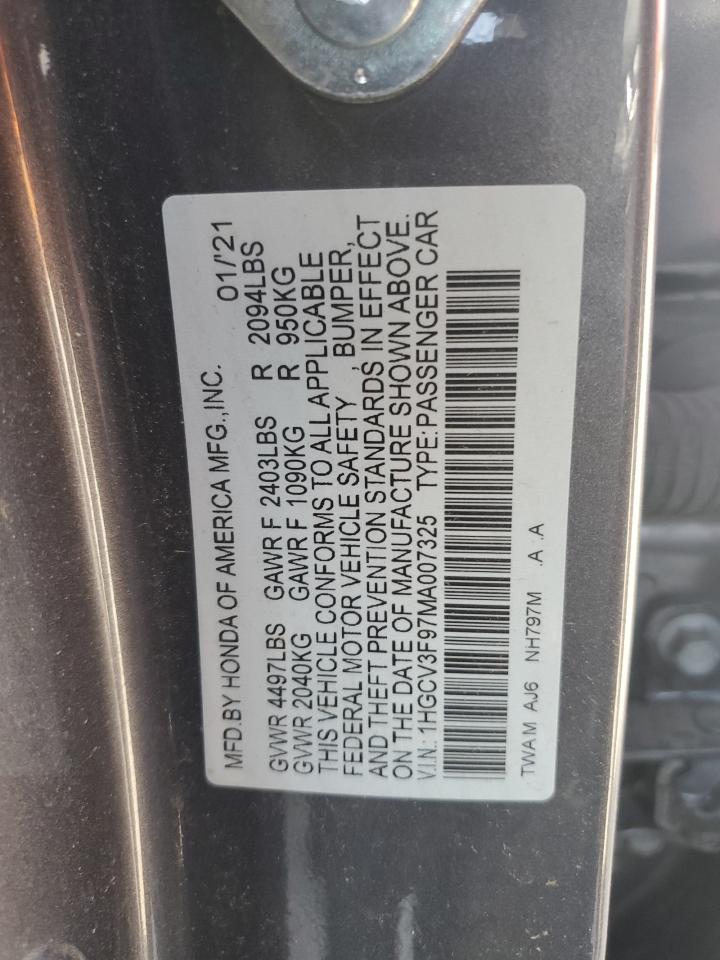 MFD.BY HONDA OF AMERICA MFG.,INC. 01/'21
GVWR 4497LBS GAWR F 2403LBS R 2094LBS
GVWR 2040KG GAWR F 1090KG R 950KG
THIS VEHICLE CONFORMS TO ALL APPLICABLE
FEDERAL MOTOR VEHICLE SAFETY , BUMPER,
AND THEFT PREVENTION STANDARDS IN EFFECT
ON THE DATE OF MANUFACTURE SHOWN ABOVE.
V.I.N.: 1HGCV3F97MA007325 TYPE:PASSENGER CAR
TWA M AJ6 NH797M .A :A